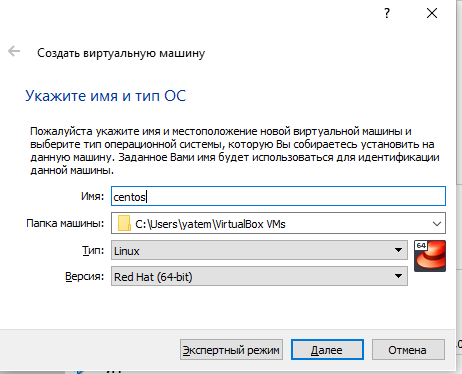 ?
Создать виртуальную машину
Укажите имя и тип ОС
Пожалуйста укажите имя и местоположение новой виртуальной машины и
выберите тип операционной системы, которую Вы собираетесь установить на
данную машину. Заданное Вами имя будет использоваться для идентификации
данной машины.
Имя: centos
Папка машины: C:\Users\yatem\VirtualBox VMs
Тип: Linux
64
Версия: Red Hat (64-bit)
Экспертный режим Далее Отмена